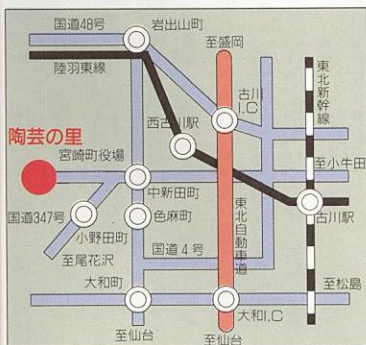 国道48号
岩出山町
至盛岡
陸羽東線
古川
I.C
東北新幹線
西古川駅
陶芸の里
宮崎町役場
至小牛田
中新田町
国道347号
色麻町
東北自動車道
古川駅
小野田町
国道4号
至尾花沢
大和町
至松島
大和I.C
至仙台
至仙台